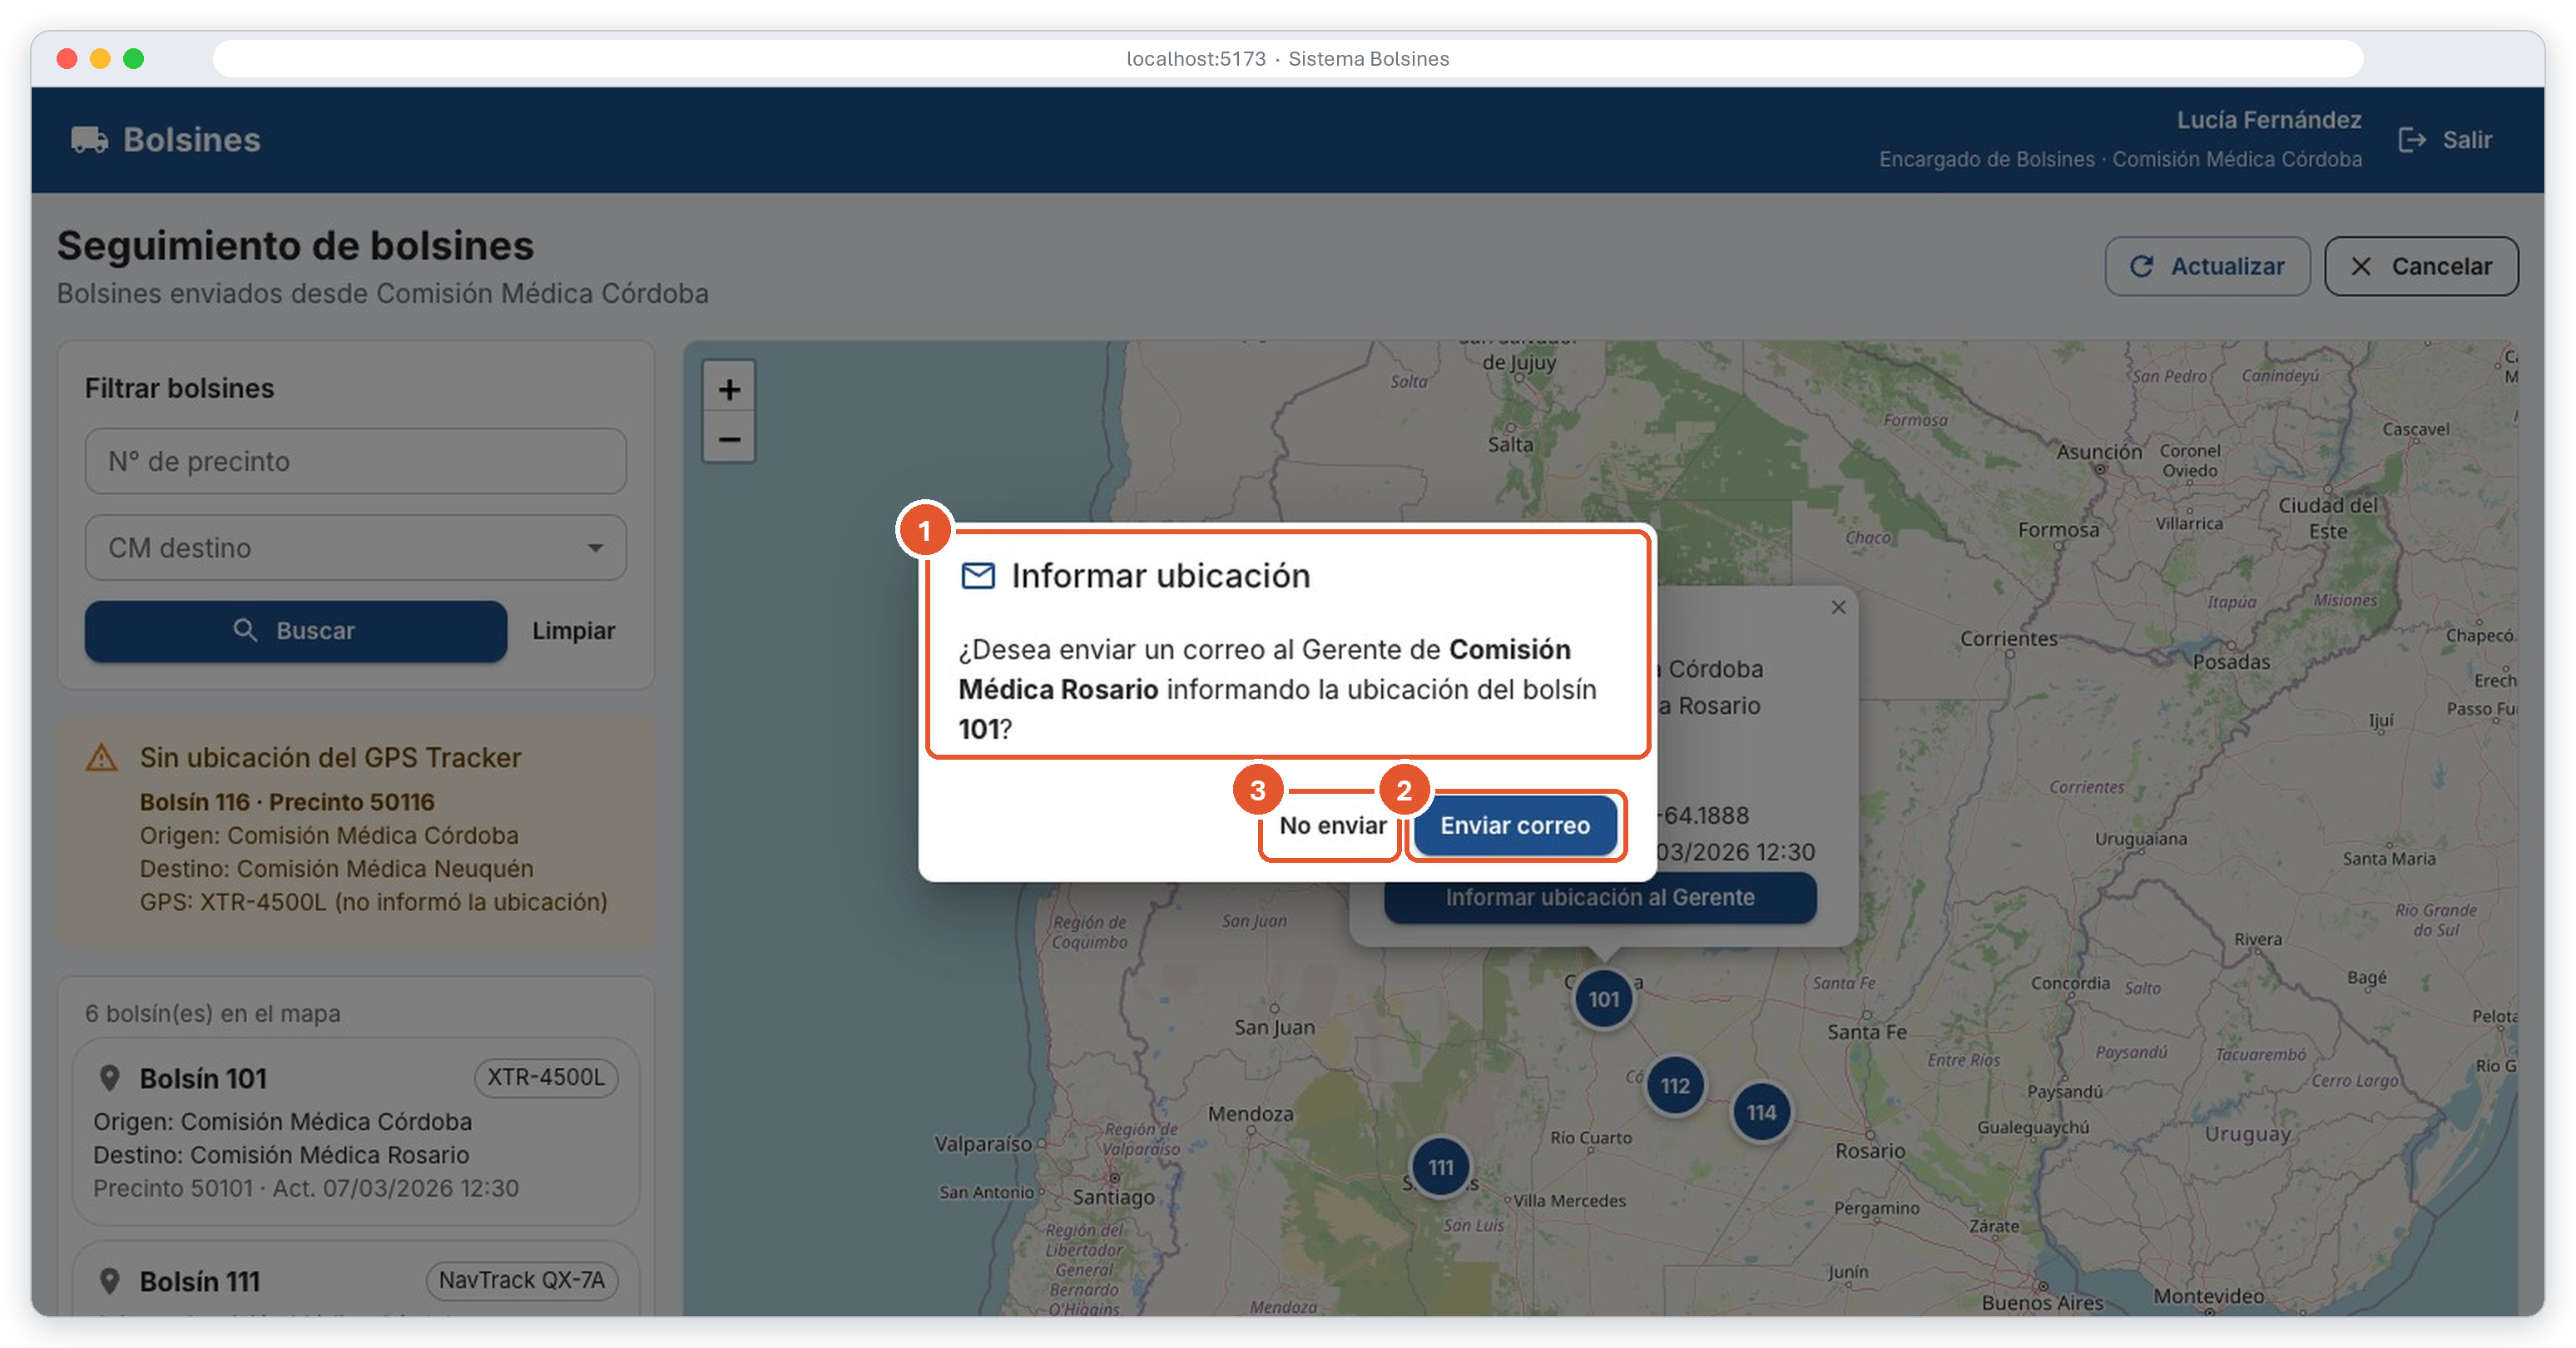 localhost:5173 · Sistema Bolsines
Bolsines
Lucía Fernández
Encargado de Bolsines · Comisión Médica Córdoba
Salir
Seguimiento de bolsines
Bolsines enviados desde Comisión Médica Córdoba
Actualizar
Cancelar
Filtrar bolsines
N° de precinto
CM destino
Buscar
Limpiar
Sin ubicación del GPS Tracker
Bolsín 116 · Precinto 50116
Origen: Comisión Médica Córdoba
Destino: Comisión Médica Neuquén
GPS: XTR-4500L (no informó la ubicación)
6 bolsín(es) en el mapa
Bolsín 101
XTR-4500L
Origen: Comisión Médica Córdoba
Destino: Comisión Médica Rosario
Precinto 50101 · Act. 07/03/2026 12:30
Bolsín 111
NavTrack QX-7A
+
−
1
Informar ubicación
¿Desea enviar un correo al Gerente de Comisión
Médica Rosario informando la ubicación del bolsín
101?
3
No enviar
2
Enviar correo
Córdoba
a Rosario
-64.1888
03/2026 12:30
Informar ubicación al Gerente
101
112
114
111
de Jujuy
Salta
Salta
San Pedro
Canindeyú
Formosa
Cascavel
Asunción
Coronel
Oviedo
Ciudad del
Este
Villarrica
Formosa
Chaco
Itapúa
Misiones
Corrientes
Posadas
Chapecó
Erech
Passo Fu
Ijuí
Corrientes
Uruguaiana
Santa Maria
Rio Grande
do Sul
Rivera
Bagé
Región de
Coquimbo
San Juan
San Juan
Santa Fe
Concordia
Salto
Santa Fe
Pelota
Entre Ríos
Paysandú
Tacuarembó
Cerro Largo
Rio G
Paysandú
Mendoza
Valparaíso
Región de
Valparaíso
Río Cuarto
Gualeguaychú
Uruguay
Rosario
San Antonio
Santiago
Villa Mercedes
San Luis
Pergamino
Zárate
Región del
Libertador
General
Bernardo
O'Higgins
Junín
Mendoza
Buenos Aires
Montevideo